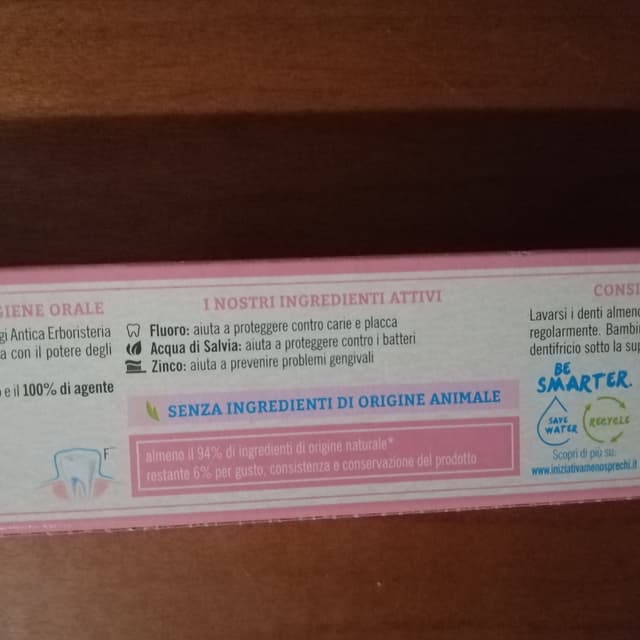 GIENE ORALE
gi Antica Erboristeria
a con il potere degli
o e il 100% di agente
F
I NOSTRI INGREDIENTI ATTIVI
Fluoro: aiuta a proteggere contro carie e placca
Acqua di Salvia: aiuta a proteggere contro i batteri
Zinco: aiuta a prevenire problemi gengivali
SENZA INGREDIENTI DI ORIGINE ANIMALE
almeno il 94% di ingredienti di origine naturale*
restante 6% per gusto, consistenza e conservazione del prodotto
CONSI
Lavarsi i denti almeno
regolarmente. Bambi
dentifricio sotto la sup
BE
SMARTER.
SAVE
WATER
RECYCLE
Scopri di più su:
www.iniziativamenosprechi.it